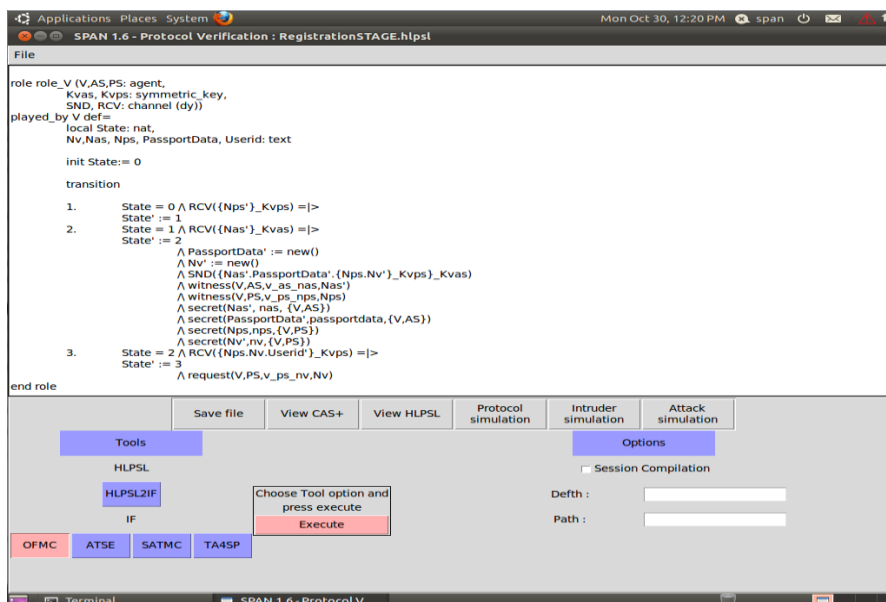 Applications Places System Mon Oct 30, 12:20 PM span
SPAN 1.6 - Protocol Verification : RegistrationSTAGE.hlpsl
File
role role_V (V,AS,PS: agent,
Kvas, Kvps: symmetric_key,
SND, RCV: channel (dy))
played_by V def=
local State: nat,
Nv,Nas, Nps, PassportData, Userid: text
init State:= 0
transition
1. State = 0 /\ RCV({Nps'}_Kvps) =|>
State' := 1
2. State = 1 /\ RCV({Nas'}_Kvas) =|>
State' := 2
/\ PassportData' := new()
/\ Nv' := new()
/\ SND({Nas'.PassportData'.{Nps.Nv'}_Kvps}_Kvas)
/\ witness(V,AS,v_as_nas,Nas')
/\ witness(V,PS,v_ps_nps,Nps)
/\ secret(Nas', nas, {V,AS})
/\ secret(PassportData',passportdata,{V,AS})
/\ secret(Nps,nps,{V,PS})
/\ secret(Nv',nv,{V,PS})
3. State = 2 /\ RCV({Nps.Nv.Userid'}_Kvps) =|>
State' := 3
/\ request(V,PS,v_ps_nv,Nv)
end role
Save file View CAS+ View HLPSL Protocol simulation Intruder simulation Attack simulation
Tools Options
HLPSL Session Compilation
HLPSL2IF Choose Tool option and press execute Defth :
IF Execute Path :
OFMC ATSE SATMC TA4SP
Terminal SPAN 1.6 - Protocol V...